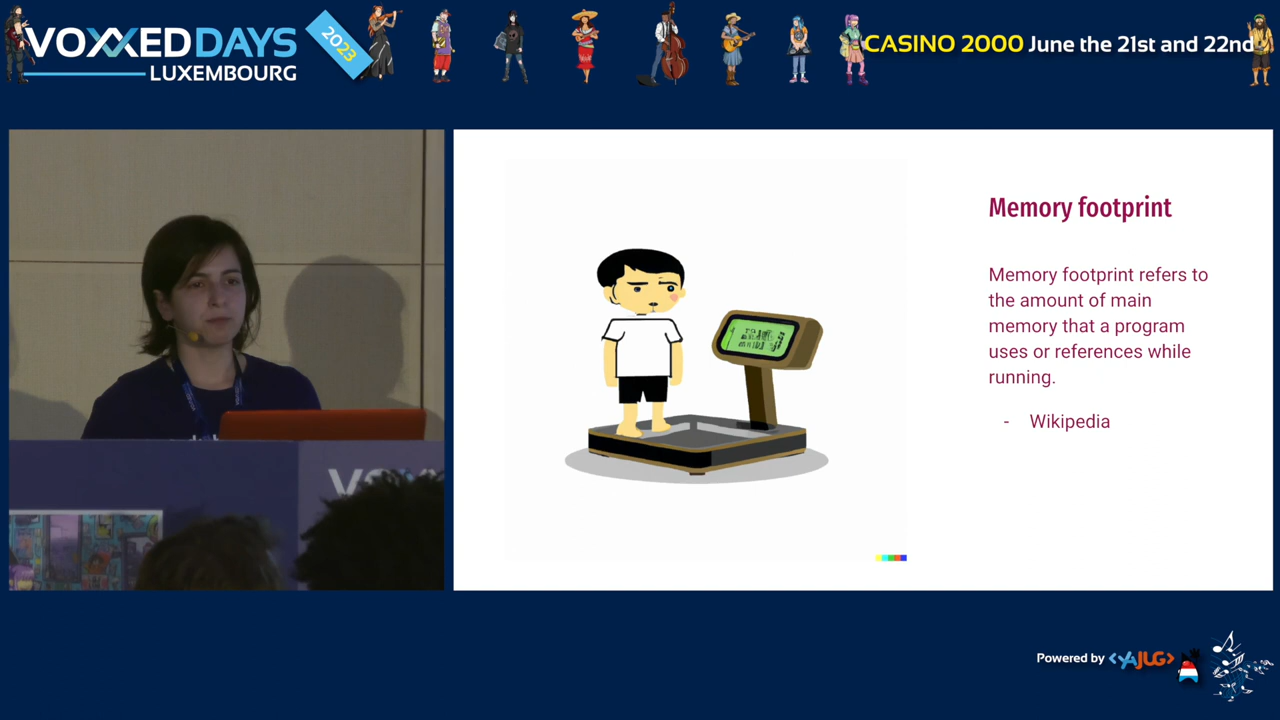 VOXXEDDAYS
LUXEMBOURG
2023
CASINO 2000 June the 21st and 22nd
Memory footprint
Memory footprint refers to
the amount of main
memory that a program
uses or references while
running.
- Wikipedia
Powered by <YAJUG>